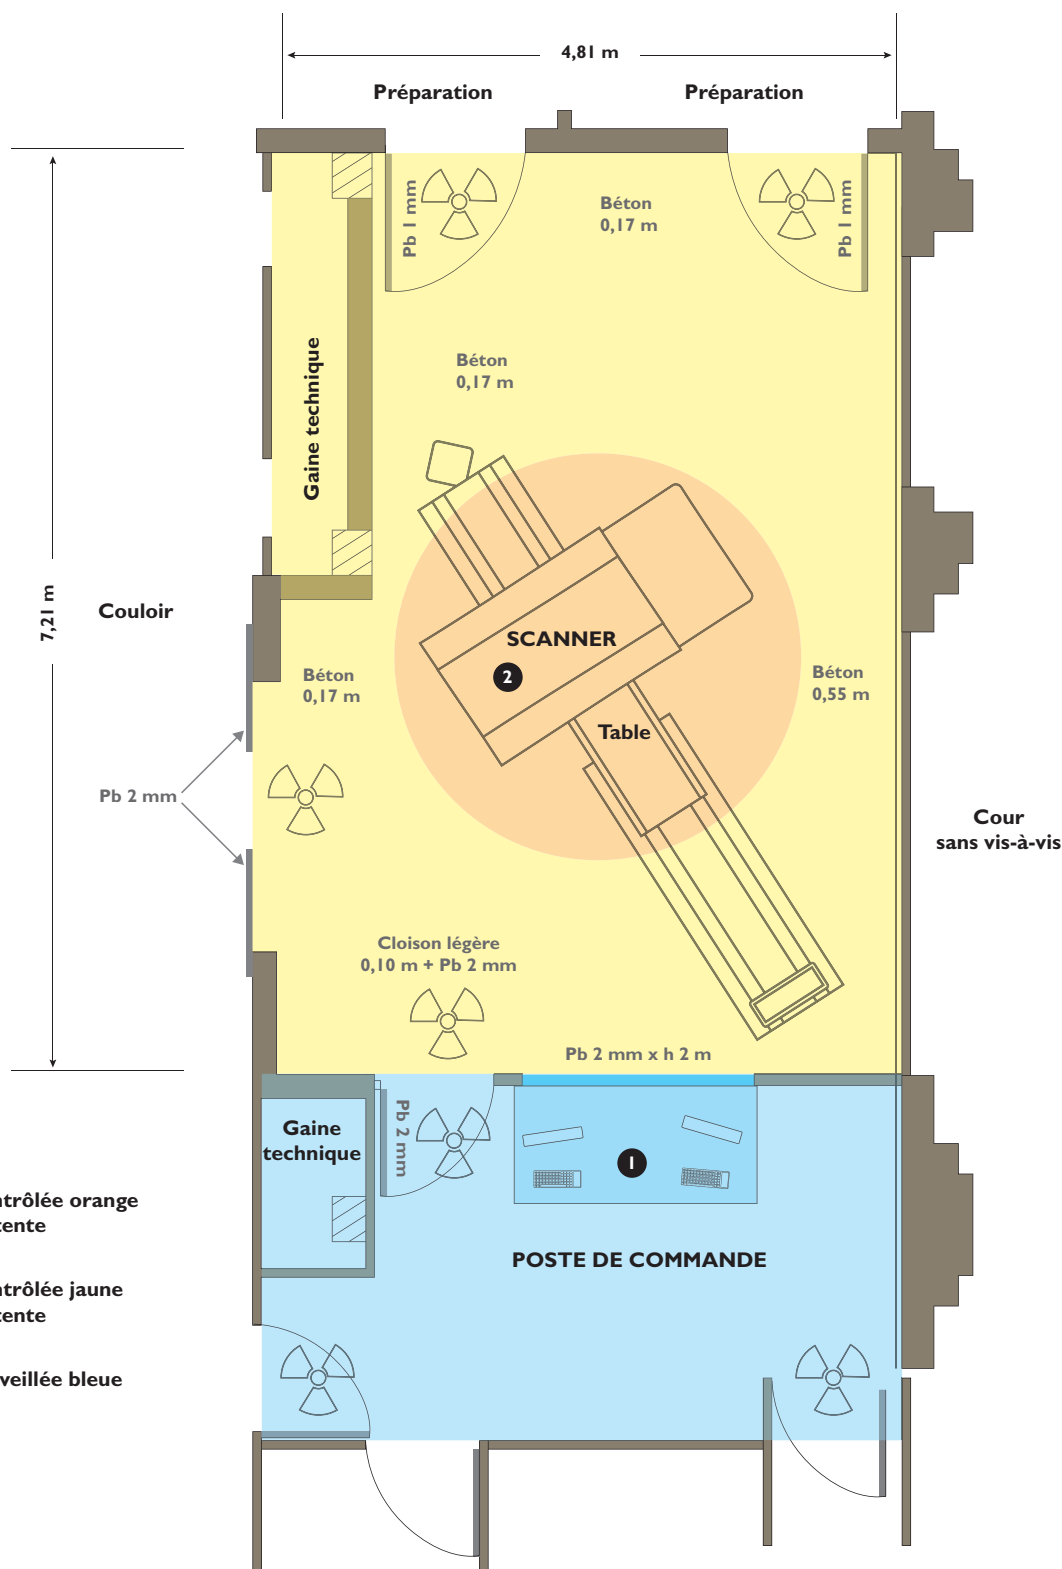 4,81 m
Préparation
Préparation
Pb 1 mm
Béton
0,17 m
Pb 1 mm
Gaine technique
Béton
0,17 m
7,21 m
Couloir
SCANNER
2
Béton
0,17 m
Béton
0,55 m
Table
Pb 2 mm
Cour
sans vis-à-vis
Cloison légère
0,10 m + Pb 2 mm
Pb 2 mm x h 2 m
Pb 2 mm
Gaine
technique
1
POSTE DE COMMANDE
ntrôlée orange
tente
ntrôlée jaune
tente
veillée bleue